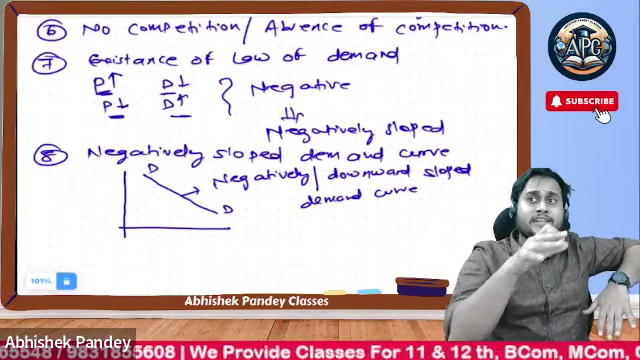 6 No competition / Absence of competition.
7 Existance of law of demand
P↑ D↓
P↓ D↑
} Negative
⇓
Negatively sloped
8 Negatively sloped demand curve
D
D
→ Negatively / downward sloped
demand curve
APG
SUBSCRIBE
101%
Abhishek Pandey Classes
Abhishek Pandey
65548 / 9831855608 | We Provide Classes For 11 & 12 th, BCom, MCom,